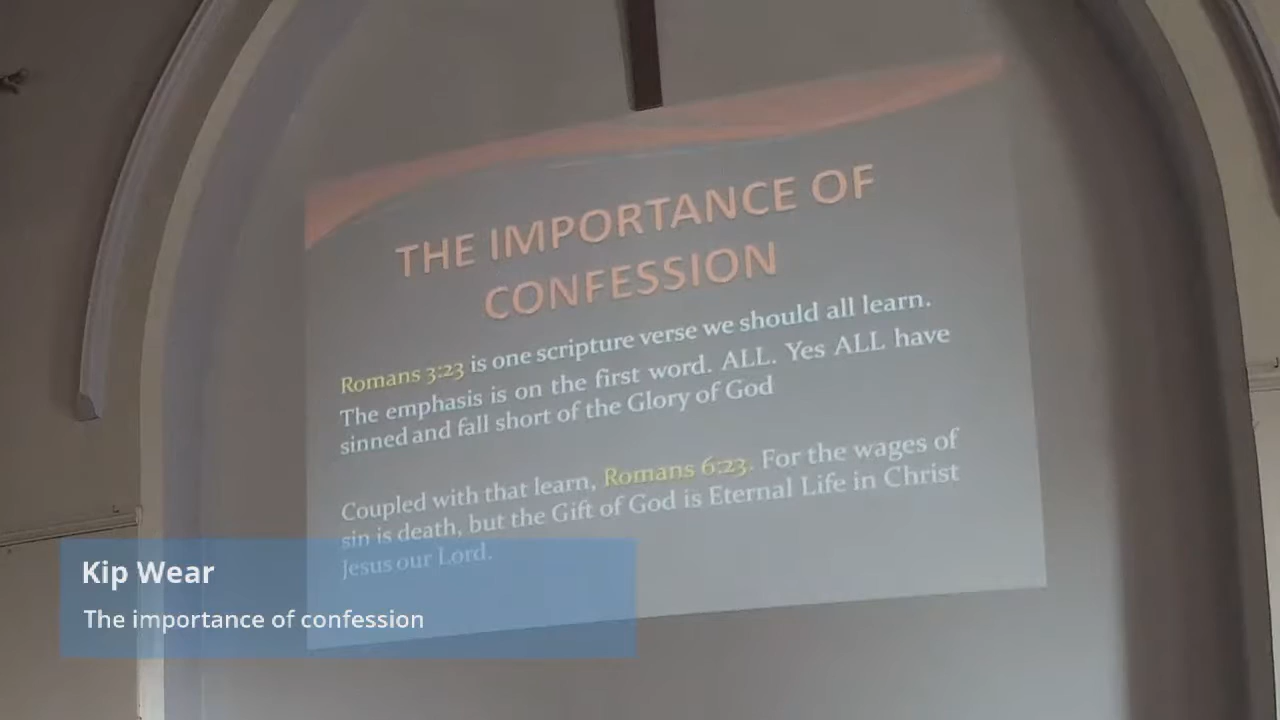 THE IMPORTANCE OF
CONFESSION
Romans 3:23 is one scripture verse we should all learn.
The emphasis is on the first word. ALL. Yes ALL have
sinned and fall short of the Glory of God
Coupled with that learn, Romans 6:23. For the wages of
sin is death, but the Gift of God is Eternal Life in Christ
Jesus our Lord.
Kip Wear
The importance of confession